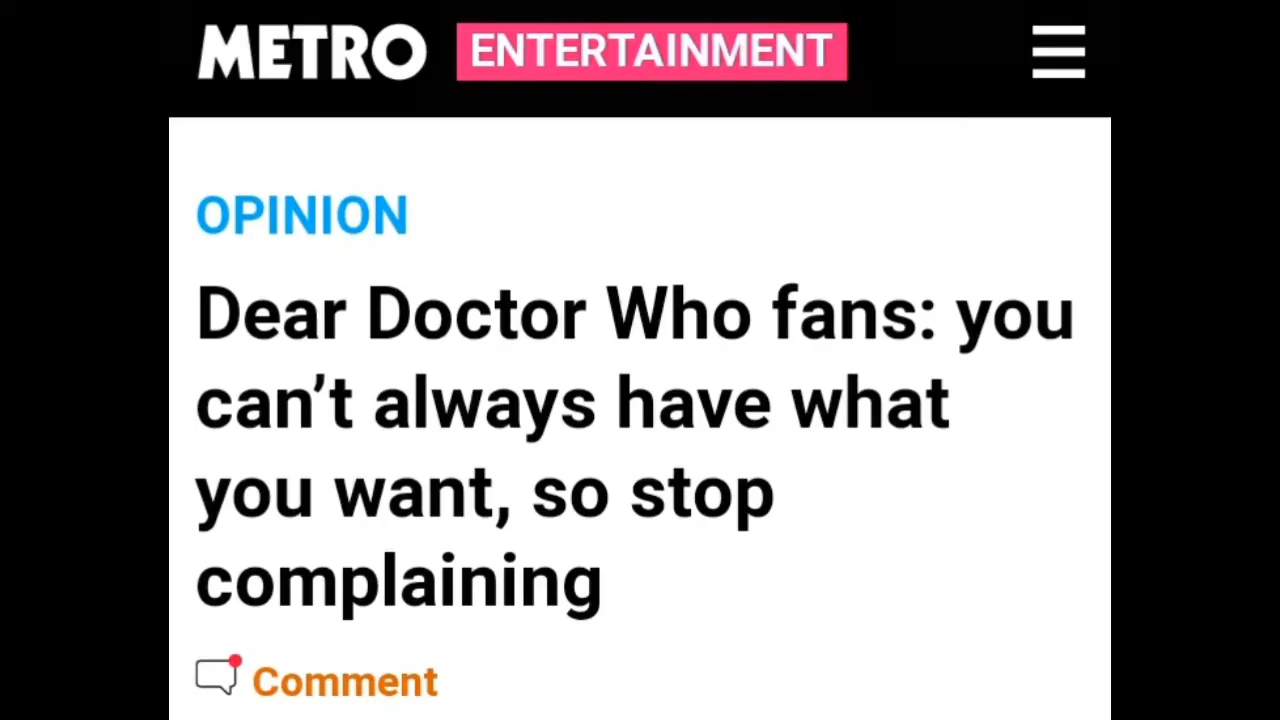 METRO ENTERTAINMENT
OPINION
Dear Doctor Who fans: you
can’t always have what
you want, so stop
complaining
Comment